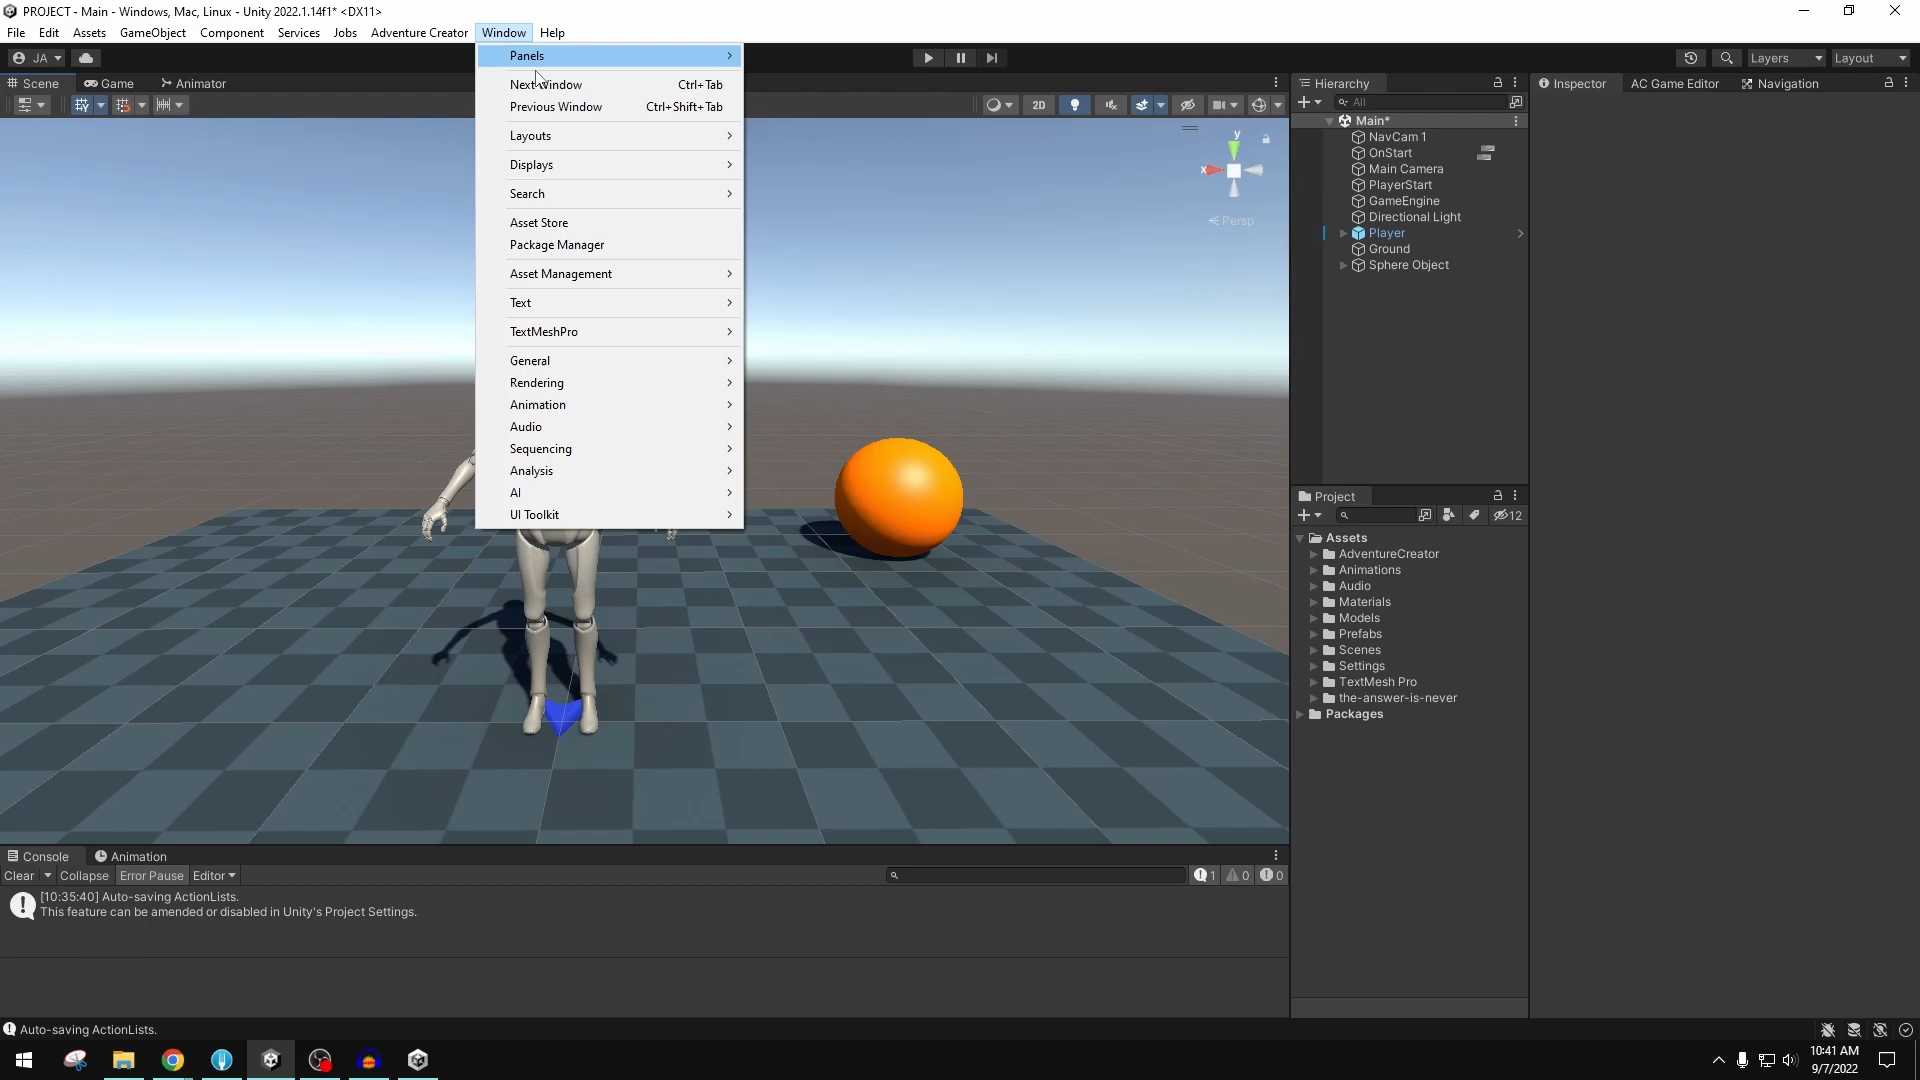 PROJECT - Main - Windows, Mac, Linux - Unity 2022.1.14f1* <DX11>
File Edit Assets GameObject Component Services Jobs Adventure Creator Window Help
JA
Layers Layout
Scene Game Animator
Hierarchy
Inspector AC Game Editor Navigation
Panels
Next Window Ctrl+Tab
Previous Window Ctrl+Shift+Tab
Layouts
Displays
Search
Asset Store
Package Manager
Asset Management
Text
TextMeshPro
General
Rendering
Animation
Audio
Sequencing
Analysis
AI
UI Toolkit
2D
y
x
Persp
All
Main*
NavCam 1
OnStart
Main Camera
PlayerStart
GameEngine
Directional Light
Player
Ground
Sphere Object
Project
12
Assets
AdventureCreator
Animations
Audio
Materials
Models
Prefabs
Scenes
Settings
TextMesh Pro
the-answer-is-never
Packages
Console Animation
Clear Collapse Error Pause Editor
1 0 0
[10:35:40] Auto-saving ActionLists.
This feature can be amended or disabled in Unity's Project Settings.
Auto-saving ActionLists.
10:41 AM
9/7/2022